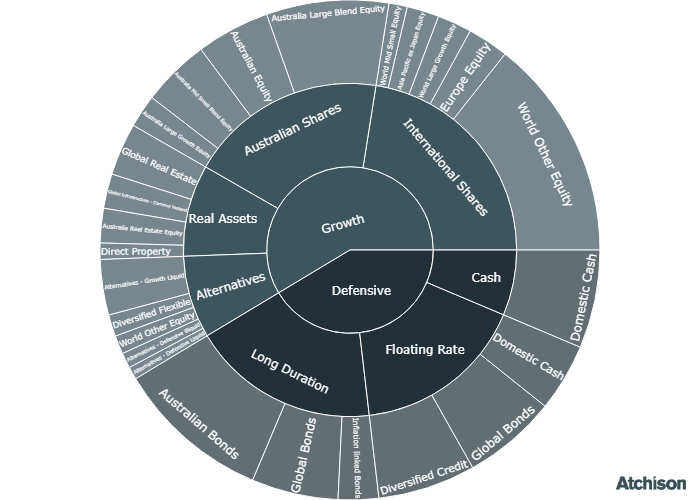 Growth
Defensive
Australian Shares
International Shares
Real Assets
Alternatives
Cash
Floating Rate
Long Duration
Australia Large Blend Equity
World Mid Small Equity
Asia Pacific ex Japan Equity
World Large Growth Equity
Europe Equity
World Other Equity
Australian Equity
Australia Mid Small Blend Equity
Australia Large Growth Equity
Global Real Estate
Global Infrastructure - Currency Hedged
Australia Real Estate Equity
Direct Property
Alternatives - Growth Liquid
Diversified Flexible
World Other Equity
Alternatives - Defensive Illiquid
Alternatives - Defensive Liquid
Australian Bonds
Global Bonds
Inflation linked Bonds
Diversified Credit
Global Bonds
Domestic Cash
Domestic Cash
Atchison